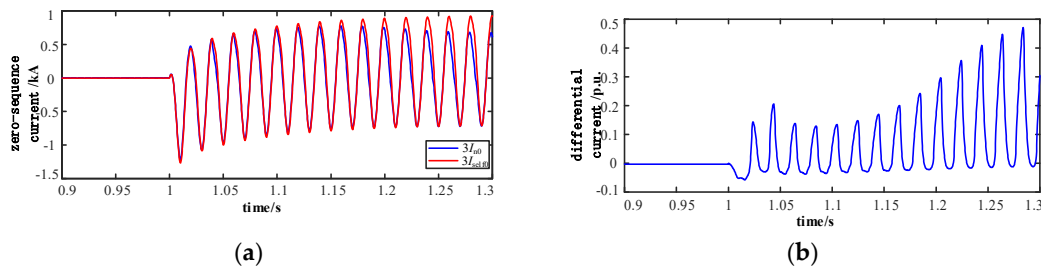 zero-sequence
current /kA
1
0.5
0
-0.5
-1
-1.5
0.9 0.95 1 1.05 1.1 1.15 1.2 1.25 1.3
time/s
3In0
3Iself0
(a)
differential
current /p.u.
0.5
0.4
0.3
0.2
0.1
0
-0.1
0.9 0.95 1 1.05 1.1 1.15 1.2 1.25 1.3
time/s
(b)